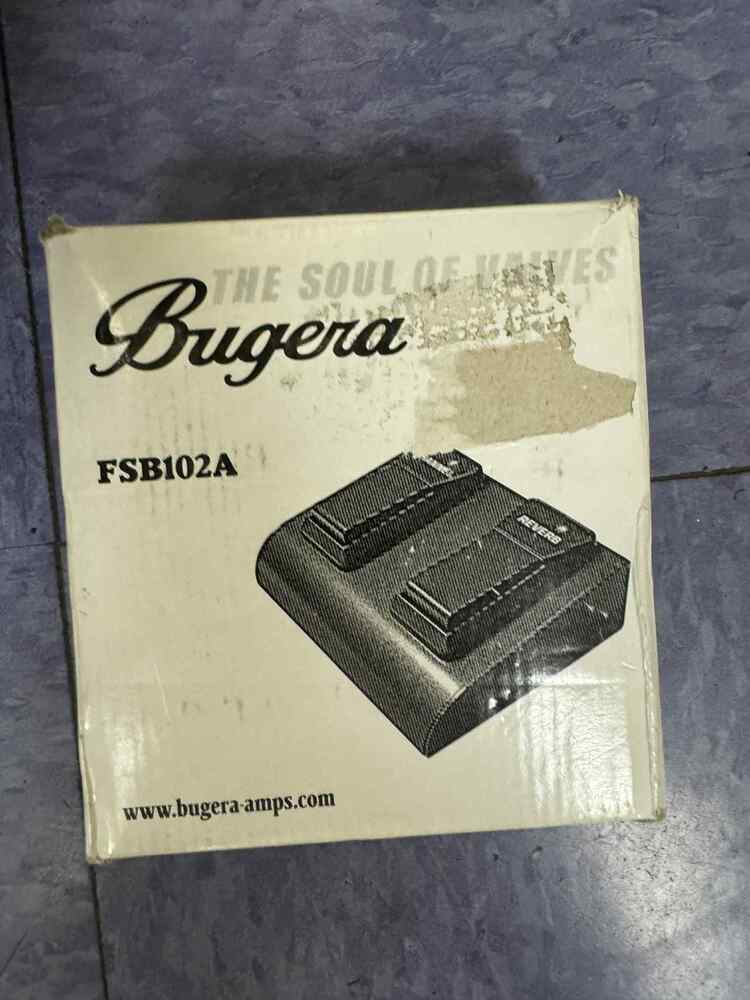 THE SOUL OF VALVES
Bugera
FSB102A
REVERB
www.bugera-amps.com